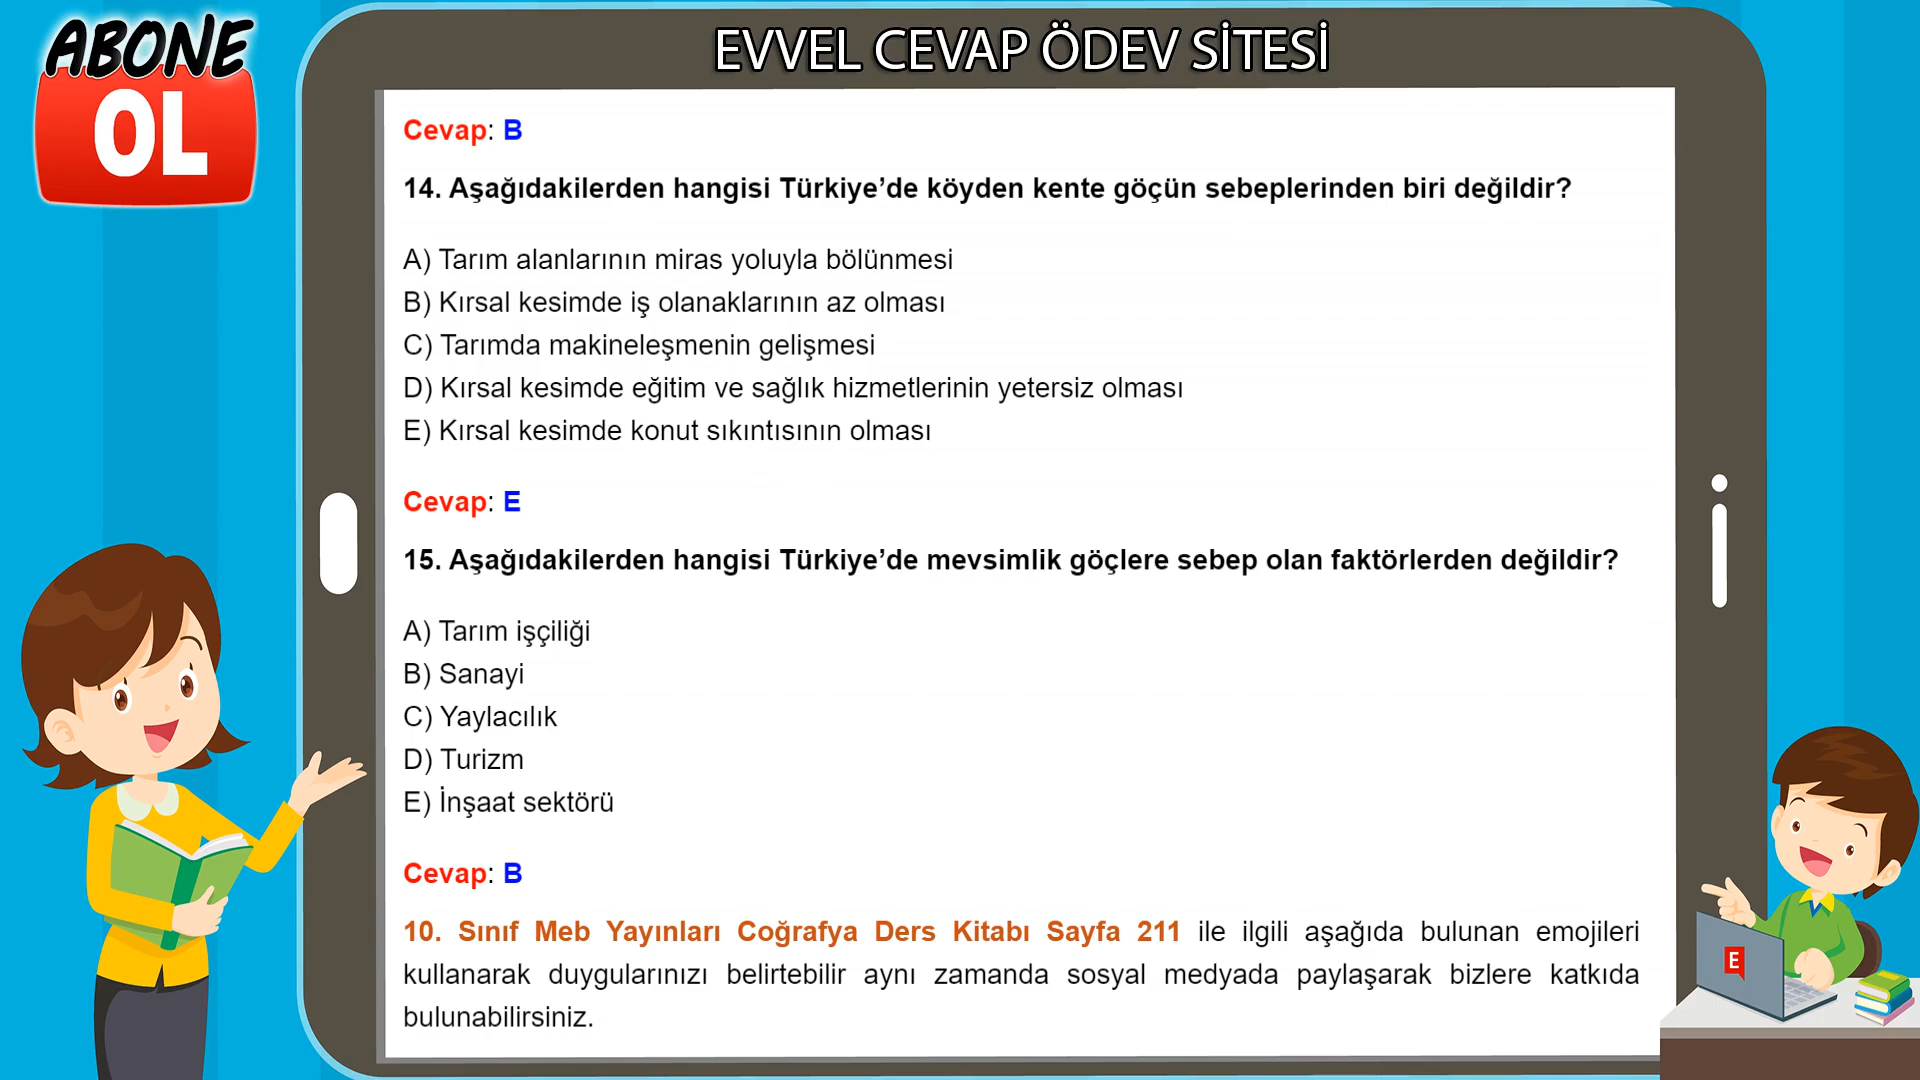 ABONE
OL
EVVEL CEVAP ÖDEV SİTESİ
Cevap: B
14. Aşağıdakilerden hangisi Türkiye’de köyden kente göçün sebeplerinden biri değildir?
A) Tarım alanlarının miras yoluyla bölünmesi
B) Kırsal kesimde iş olanaklarının az olması
C) Tarımda makineleşmenin gelişmesi
D) Kırsal kesimde eğitim ve sağlık hizmetlerinin yetersiz olması
E) Kırsal kesimde konut sıkıntısının olması
Cevap: E
15. Aşağıdakilerden hangisi Türkiye’de mevsimlik göçlere sebep olan faktörlerden değildir?
A) Tarım işçiliği
B) Sanayi
C) Yaylacılık
D) Turizm
E) İnşaat sektörü
Cevap: B
10. Sınıf Meb Yayınları Coğrafya Ders Kitabı Sayfa 211 ile ilgili aşağıda bulunan emojileri
kullanarak duygularınızı belirtebilir aynı zamanda sosyal medyada paylaşarak bizlere katkıda
bulunabilirsiniz.
E